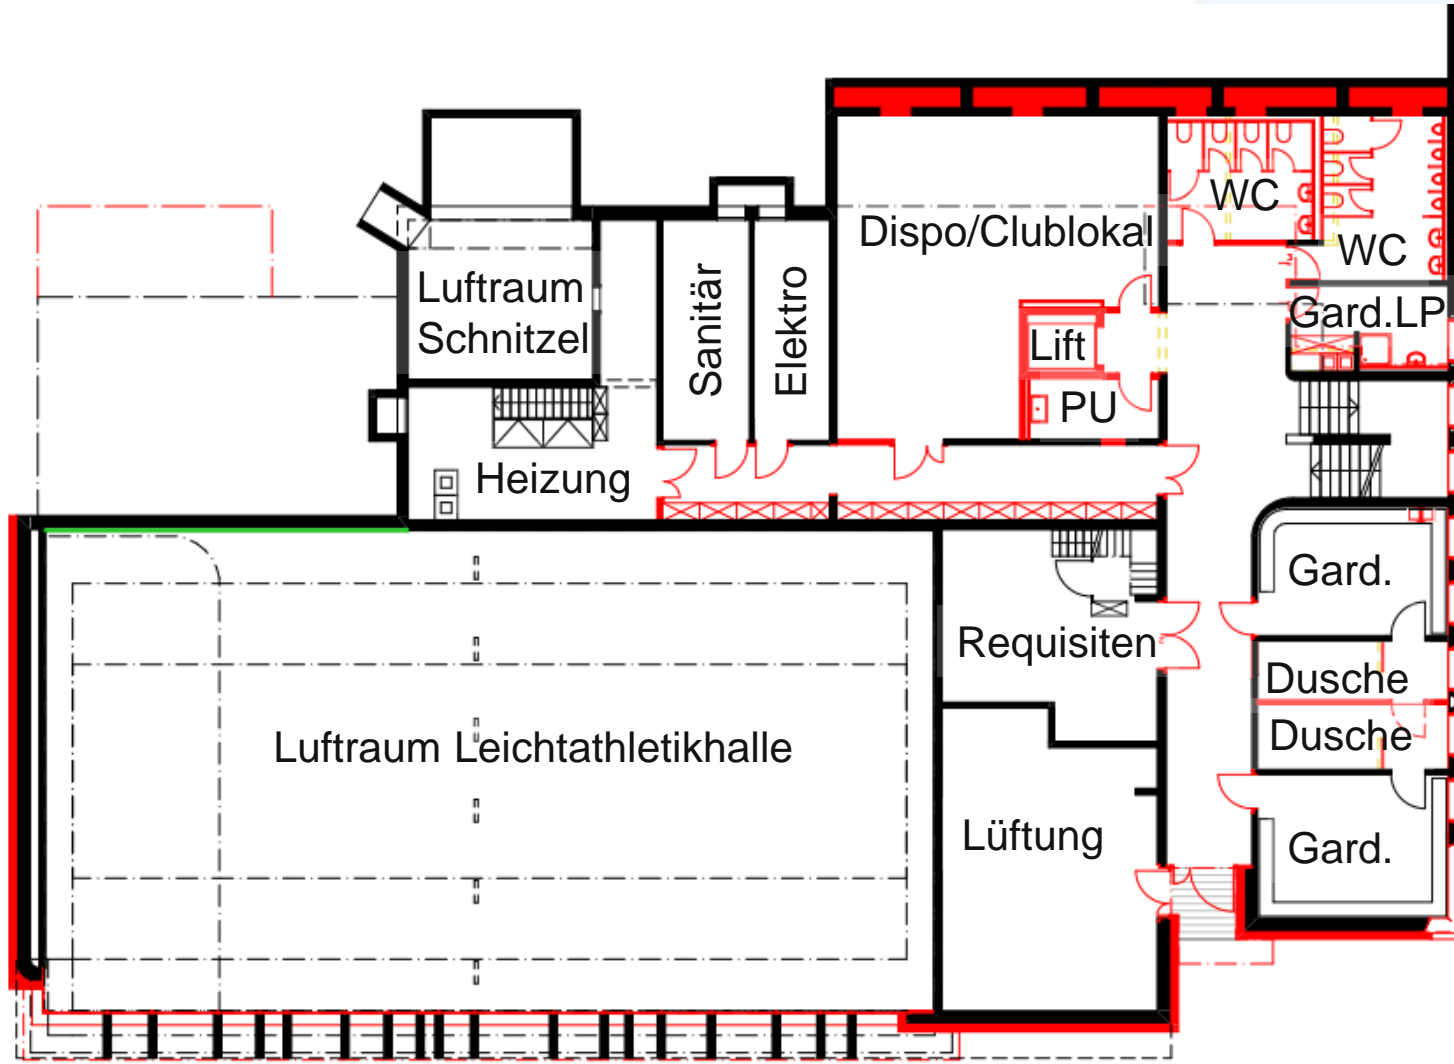 WC
Dispo/Clublokal
WC
Luftraum
Schnitzel
Sanitär
Elektro
Gard.LP
Lift
PU
Heizung
Gard.
Requisiten
Dusche
Dusche
Luftraum Leichtathletikhalle
Lüftung
Gard.